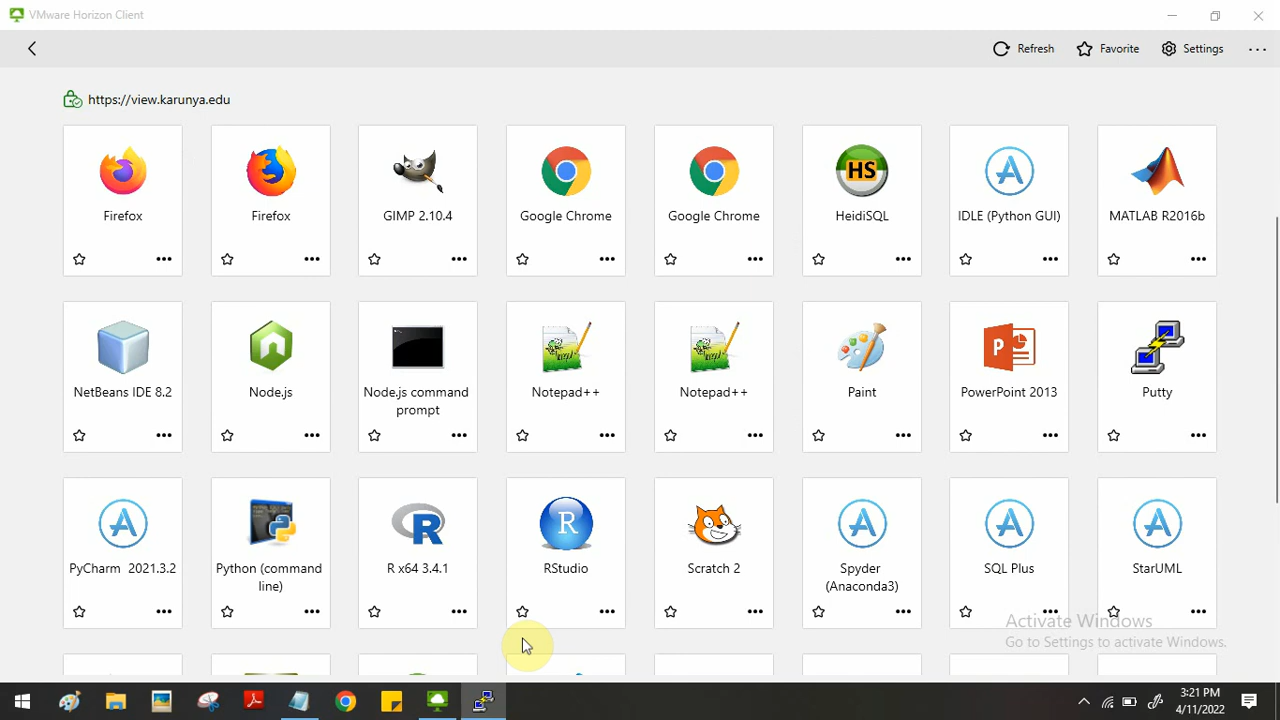 VMware Horizon Client
Refresh
Favorite
Settings
https://view.karunya.edu
Firefox
Firefox
GIMP 2.10.4
Google Chrome
Google Chrome
HS
HeidiSQL
IDLE (Python GUI)
MATLAB R2016b
NetBeans IDE 8.2
Node.js
Node.js command
prompt
Notepad++
Notepad++
Paint
PowerPoint 2013
Putty
PyCharm 2021.3.2
Python (command
line)
R x64 3.4.1
RStudio
Scratch 2
Spyder
(Anaconda3)
SQL Plus
StarUML
Activate Windows
Go to Settings to activate Windows.
3:21 PM
4/11/2022